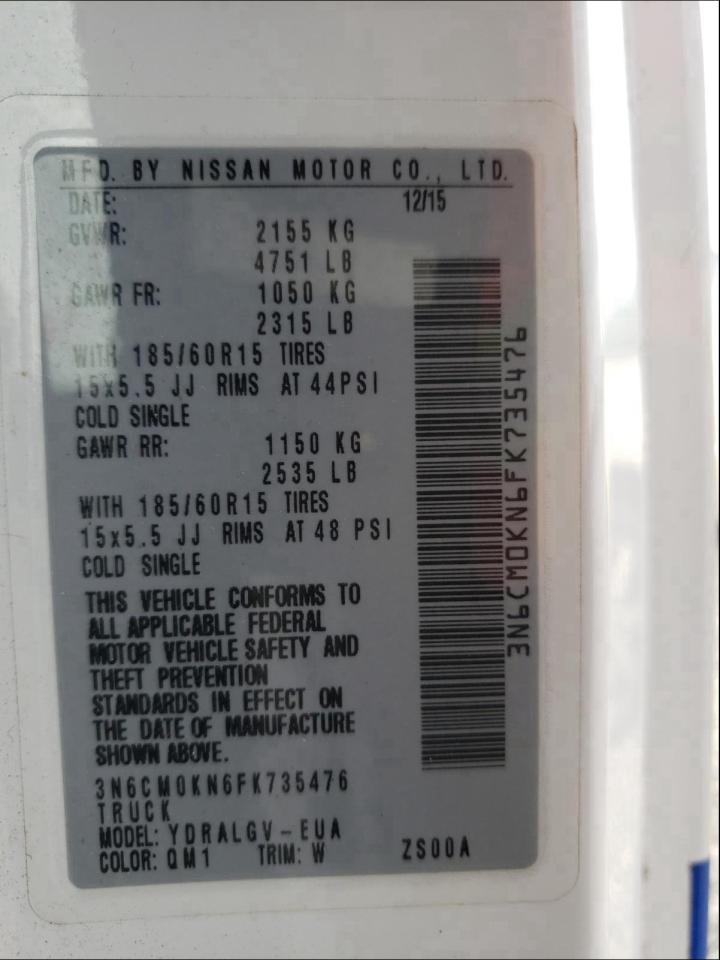 MFD. BY NISSAN MOTOR CO., LTD.
DATE: 12/15
GVWR: 2155 KG
4751 LB
GAWR FR: 1050 KG
2315 LB
WITH 185/60R15 TIRES
15x5.5 JJ RIMS AT 44PSI
COLD SINGLE
GAWR RR: 1150 KG
2535 LB
WITH 185/60R15 TIRES
15x5.5 JJ RIMS AT 48 PSI
COLD SINGLE
THIS VEHICLE CONFORMS TO
ALL APPLICABLE FEDERAL
MOTOR VEHICLE SAFETY AND
THEFT PREVENTION
STANDARDS IN EFFECT ON
THE DATE OF MANUFACTURE
SHOWN ABOVE.
3N6CM0KN6FK735476
TRUCK
MODEL: YDRALGV-EUA
COLOR: QM1 TRIM: W ZS00A
3N6CM0KN6FK735476